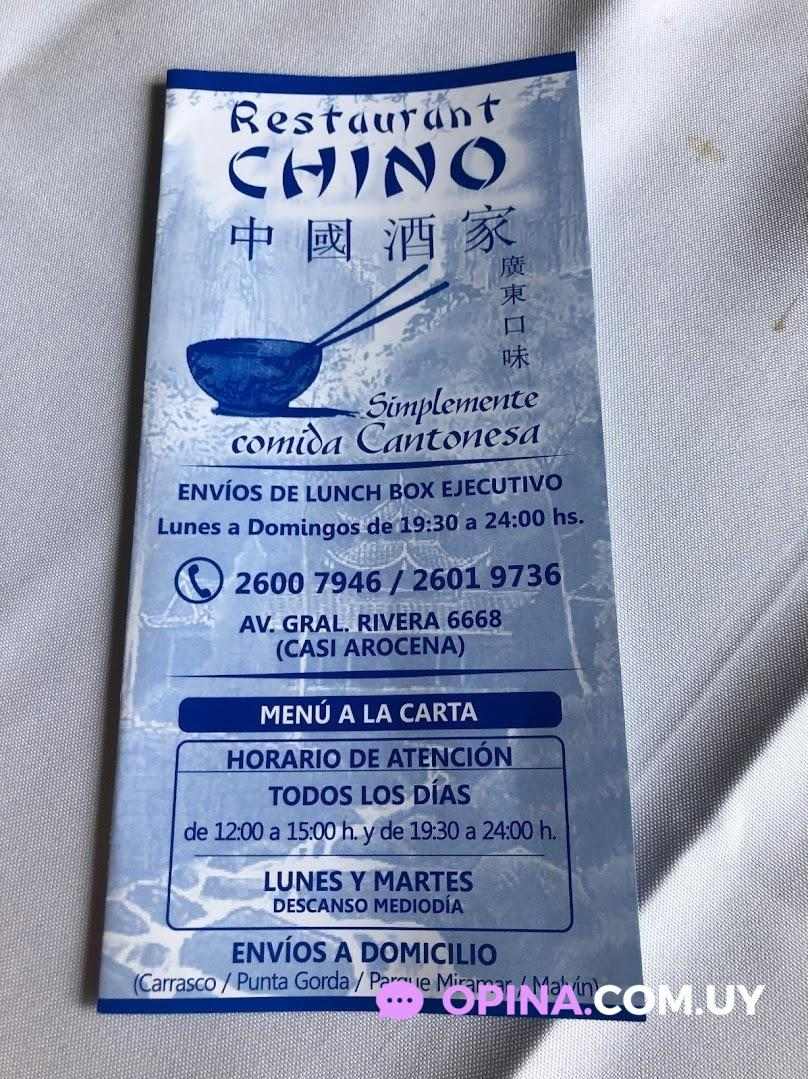 Restaurant
CHINO
中國酒家
廣東口味
Simplemente
comida Cantonesa
ENVÍOS DE LUNCH BOX EJECUTIVO
Lunes a Domingos de 19:30 a 24:00 hs.
2600 7946 / 2601 9736
AV. GRAL. RIVERA 6668
(CASI AROCENA)
MENÚ A LA CARTA
HORARIO DE ATENCIÓN
TODOS LOS DÍAS
de 12:00 a 15:00 h. y de 19:30 a 24:00 h.
LUNES Y MARTES
DESCANSO MEDIODÍA
ENVÍOS A DOMICILIO
(Carrasco / Punta Gorda / Parque Miramar / Malvín)
OPINA.COM.UY